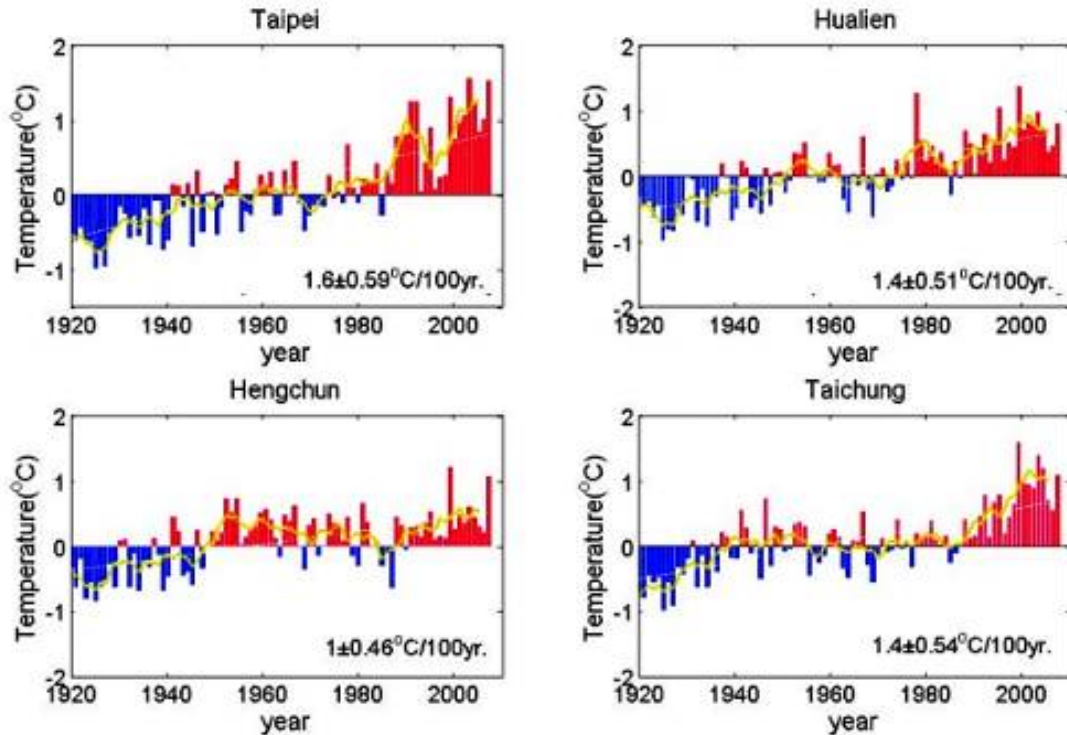 Taipei
Temperature(°C)
2
1
0
-1
1.6±0.59°C/100yr.
1920 1940 1960 1980 2000
year
Hualien
Temperature(°C)
2
1
0
-1
-2
1.4±0.51°C/100yr.
1920 1940 1960 1980 2000
year
Hengchun
Temperature(°C)
2
1
0
-1
-2
1±0.46°C/100yr.
1920 1940 1960 1980 2000
year
Taichung
Temperature(°C)
2
1
0
-1
-2
1.4±0.54°C/100yr.
1920 1940 1960 1980 2000
year